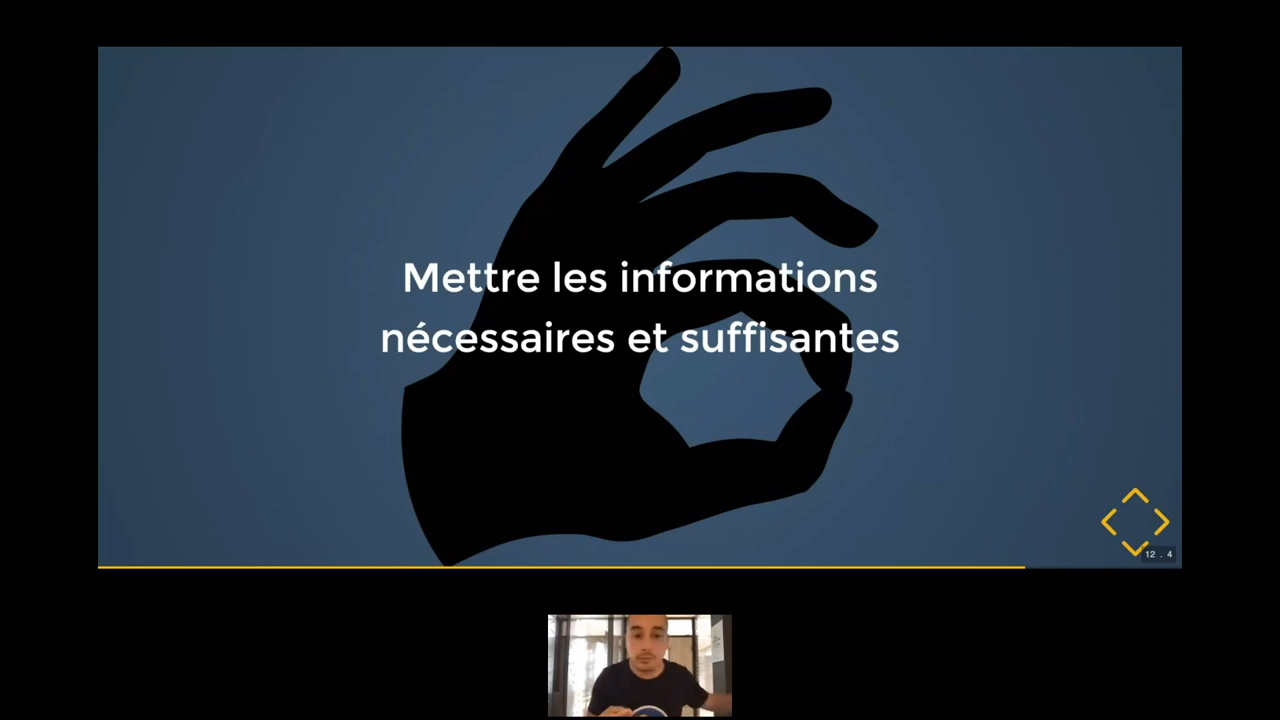 Mettre les informations
nécessaires et suffisantes
12 . 4